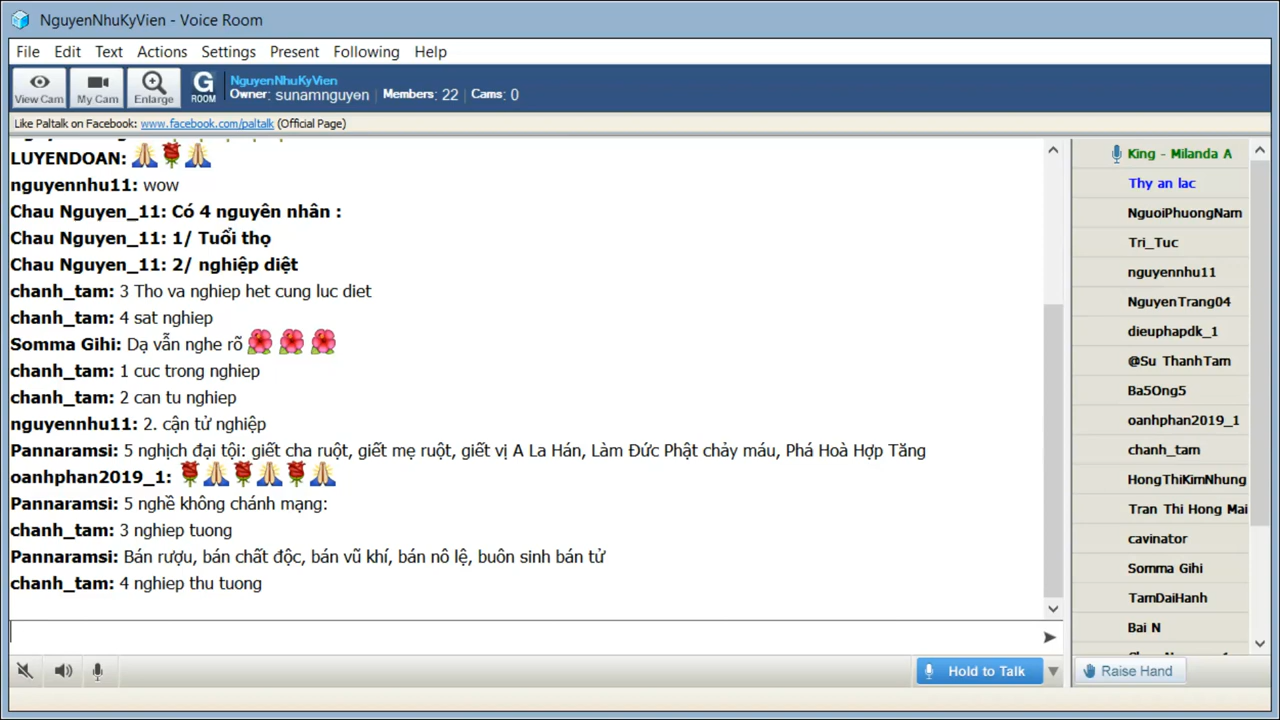 NguyenNhuKyVien - Voice Room
File Edit Text Actions Settings Present Following Help
View Cam
My Cam
Enlarge
G ROOM
NguyenNhuKyVien
Owner: sunamnguyen | Members: 22 | Cams: 0
Like Paltalk on Facebook: www.facebook.com/paltalk (Official Page)
LUYENDOAN:
nguyennhu11: wow
Chau Nguyen_11: Có 4 nguyên nhân :
Chau Nguyen_11: 1/ Tuổi thọ
Chau Nguyen_11: 2/ nghiệp diệt
chanh_tam: 3 Tho va nghiep het cung luc diet
chanh_tam: 4 sat nghiep
Somma Gihi: Dạ vẫn nghe rõ
chanh_tam: 1 cuc trong nghiep
chanh_tam: 2 can tu nghiep
nguyennhu11: 2. cận tử nghiệp
Pannaramsi: 5 nghịch đại tội: giết cha ruột, giết mẹ ruột, giết vị A La Hán, Làm Đức Phật chảy máu, Phá Hoà Hợp Tăng
oanhphan2019_1:
Pannaramsi: 5 nghề không chánh mạng:
chanh_tam: 3 nghiep tuong
Pannaramsi: Bán rượu, bán chất độc, bán vũ khí, bán nô lệ, buôn sinh bán tử
chanh_tam: 4 nghiep thu tuong
King - Milanda A
Thy an lac
NguoiPhuongNam
Tri_Tuc
nguyennhu11
NguyenTrang04
dieuphapdk_1
@Su ThanhTam
Ba5Ong5
oanhphan2019_1
chanh_tam
HongThiKimNhung
Tran Thi Hong Mai
cavinator
Somma Gihi
TamDaiHanh
Bai N
Hold to Talk
Raise Hand